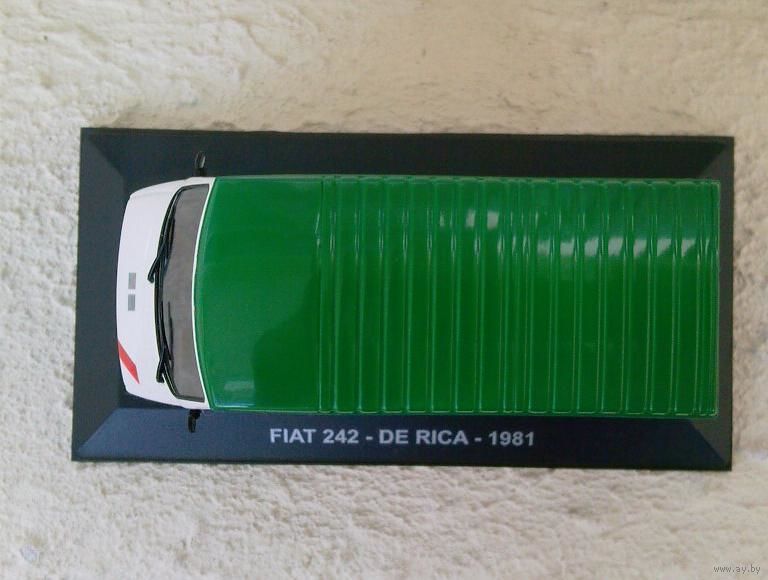 FIAT 242 - DE RICA - 1981
www.ay.by